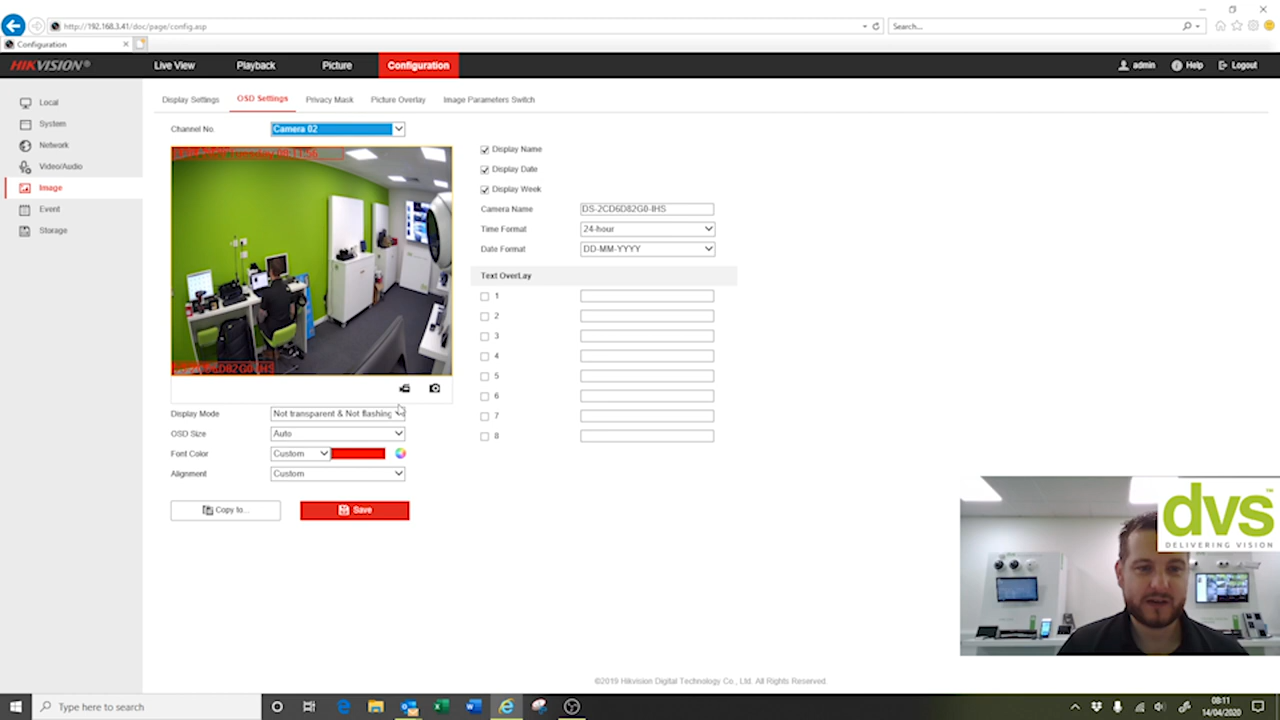 http://192.168.3.41/doc/page/config.asp
Search...
Configuration
HIKVISION®
Live View
Playback
Picture
Configuration
admin
Help
Logout
Local
System
Network
Video/Audio
Image
Event
Storage
Display Settings
OSD Settings
Privacy Mask
Picture Overlay
Image Parameters Switch
Channel No.
Camera 02
Display Mode
Not transparent & Not flashing
OSD Size
Auto
Font Color
Custom
Alignment
Custom
Copy to...
Save
Display Name
Display Date
Display Week
Camera Name
DS-2CD6D82G0-IHS
Time Format
24-hour
Date Format
DD-MM-YYYY
Text OverLay
1
2
3
4
5
6
7
8
dvs™
DELIVERING VISION
©2019 Hikvision Digital Technology Co., Ltd. All Rights Reserved.
Type here to search
08:11
14/04/2020